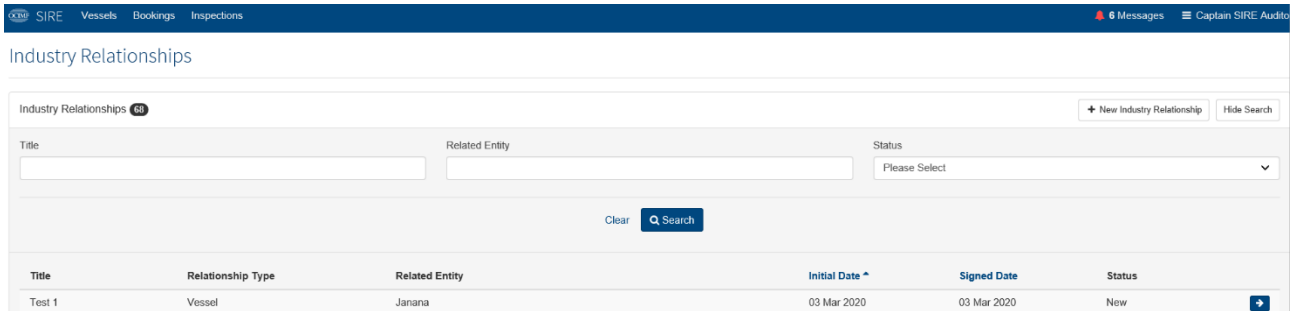 OCIMF SIRE Vessels Bookings Inspections 6 Messages Captain SIRE Audito
Industry Relationships
Industry Relationships 68 + New Industry Relationship Hide Search
Title Related Entity Status
Please Select
Clear Search
Title Relationship Type Related Entity Initial Date Signed Date Status
Test 1 Vessel Janana 03 Mar 2020 03 Mar 2020 New